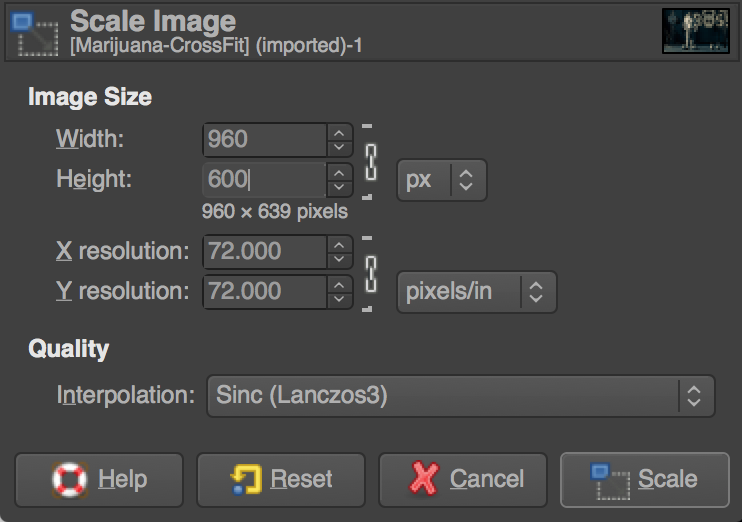 Scale Image
[Marijuana-CrossFit] (imported)-1
Image Size
Width: 960
Height: 600 px
960 × 639 pixels
X resolution: 72.000
Y resolution: 72.000 pixels/in
Quality
Interpolation: Sinc (Lanczos3)
Help Reset Cancel Scale